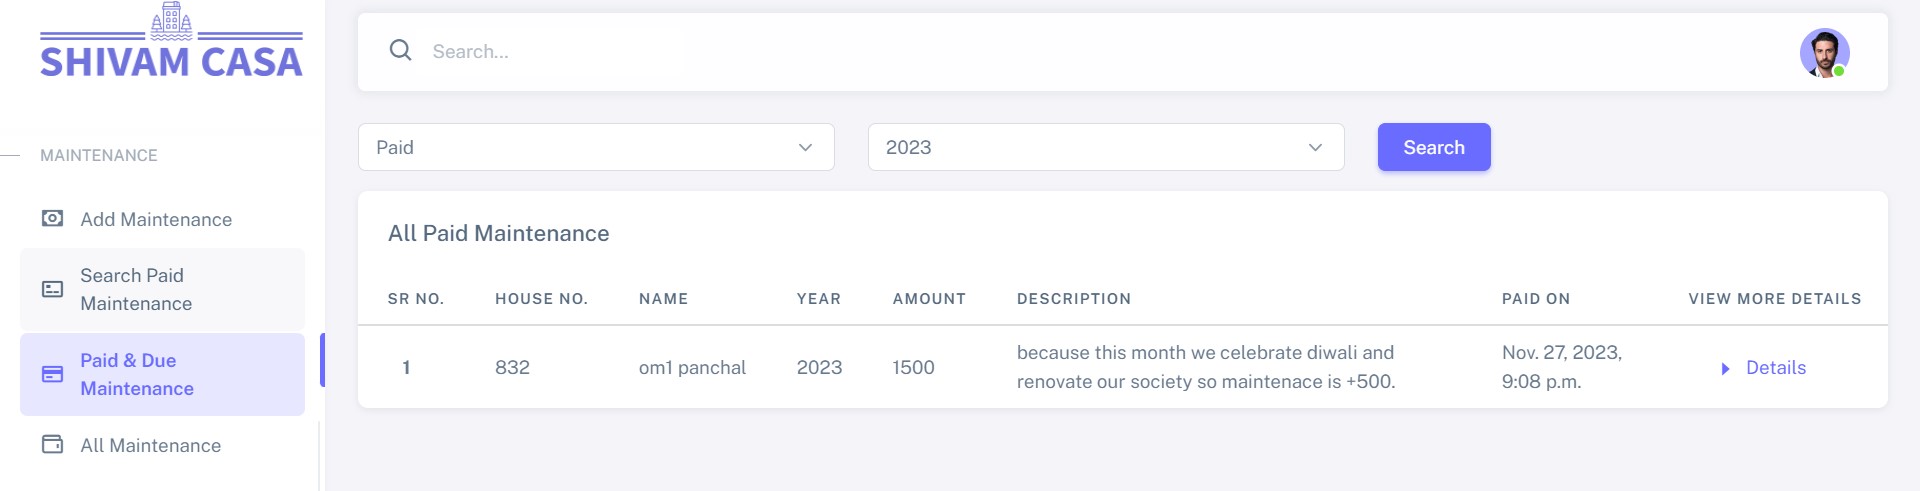 SHIVAM CASA
MAINTENANCE
Add Maintenance
Search Paid
Maintenance
Paid & Due
Maintenance
All Maintenance
Search...
Paid
2023
Search
All Paid Maintenance
SR NO. HOUSE NO. NAME YEAR AMOUNT DESCRIPTION PAID ON VIEW MORE DETAILS
1 832 om1 panchal 2023 1500 because this month we celebrate diwali and
renovate our society so maintenace is +500. Nov. 27, 2023,
9:08 p.m. Details